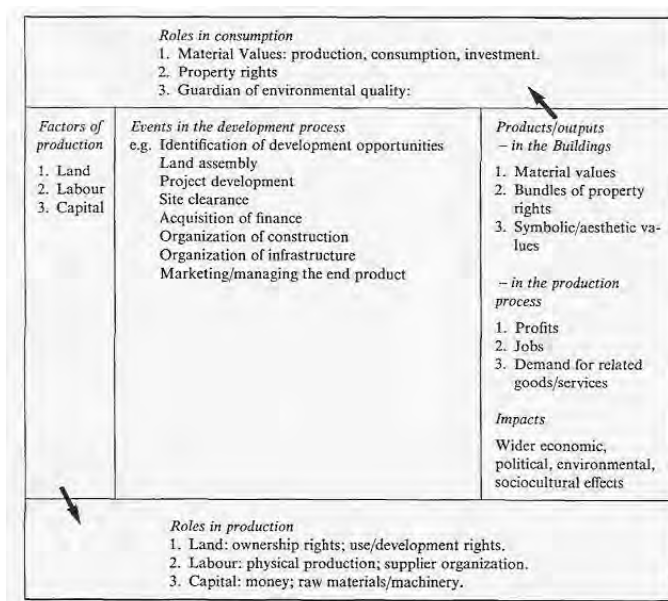 Roles in consumption
1. Material Values: production, consumption, investment.
2. Property rights
3. Guardian of environmental quality:
Factors of
production
1. Land
2. Labour
3. Capital
Events in the development process
e.g. Identification of development opportunities
Land assembly
Project development
Site clearance
Acquisition of finance
Organization of construction
Organization of infrastructure
Marketing/managing the end product
Products/outputs
– in the Buildings
1. Material values
2. Bundles of property
rights
3. Symbolic/aesthetic va-
lues
– in the production
process
1. Profits
2. Jobs
3. Demand for related
goods/services
Impacts
Wider economic,
political, environmental,
sociocultural effects
Roles in production
1. Land: ownership rights; use/development rights.
2. Labour: physical production; supplier organization.
3. Capital: money; raw materials/machinery.